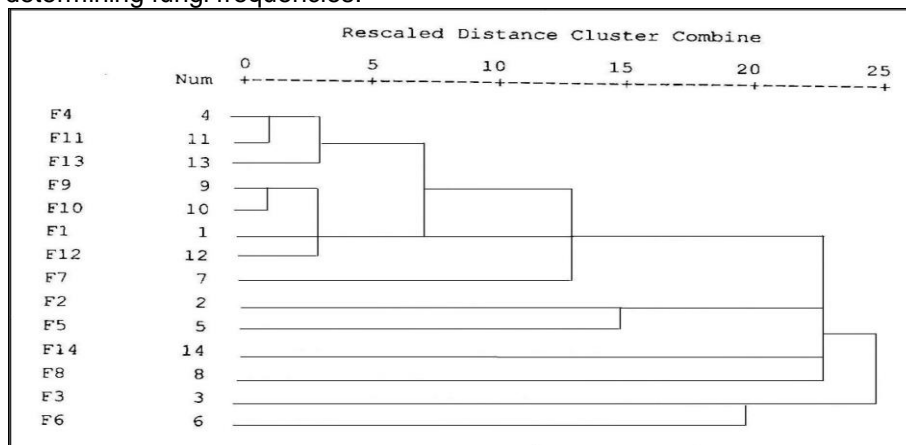 determining fungi frequencies.
Rescaled Distance Cluster Combine
0 5 10 15 20 25
Num +---------+---------+---------+---------+---------+
F4 4
F11 11
F13 13
F9 9
F10 10
F1 1
F12 12
F7 7
F2 2
F5 5
F14 14
F8 8
F3 3
F6 6